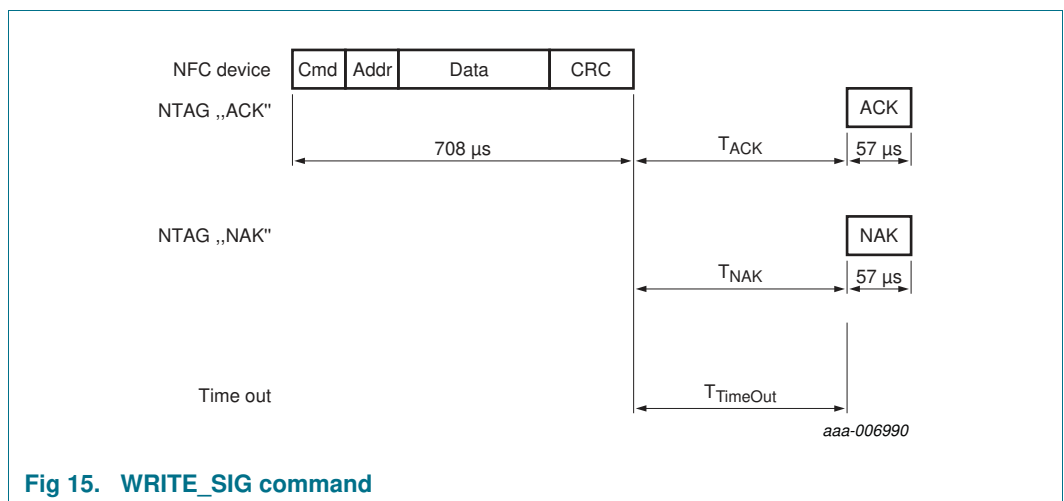 NFC device Cmd Addr Data CRC
NTAG ,,ACK" ACK
708 µs TACK 57 µs
NTAG ,,NAK" NAK
TNAK 57 µs
Time out TTimeOut
aaa-006990
Fig 15. WRITE_SIG command